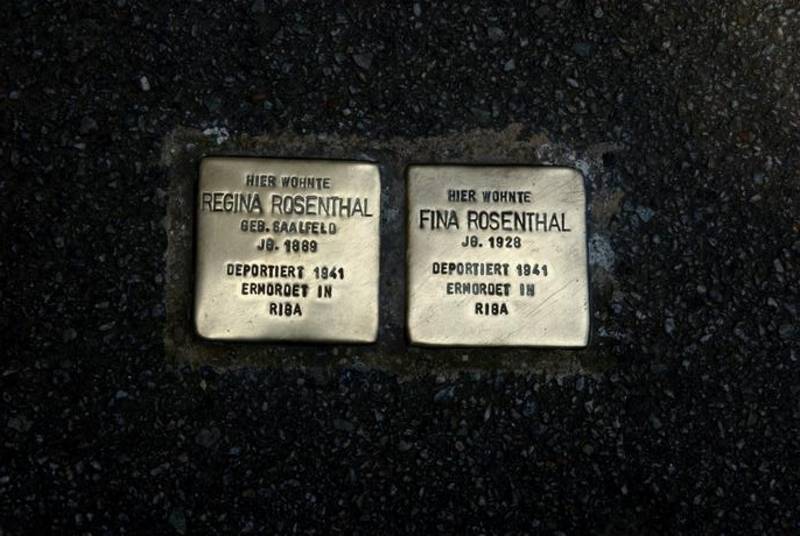 HIER WOHNTE
REGINA ROSENTHAL
GEB. SAALFELD
JG. 1889
DEPORTIERT 1941
ERMORDET IN
RIGA
HIER WOHNTE
FINA ROSENTHAL
JG. 1928
DEPORTIERT 1941
ERMORDET IN
RIGA